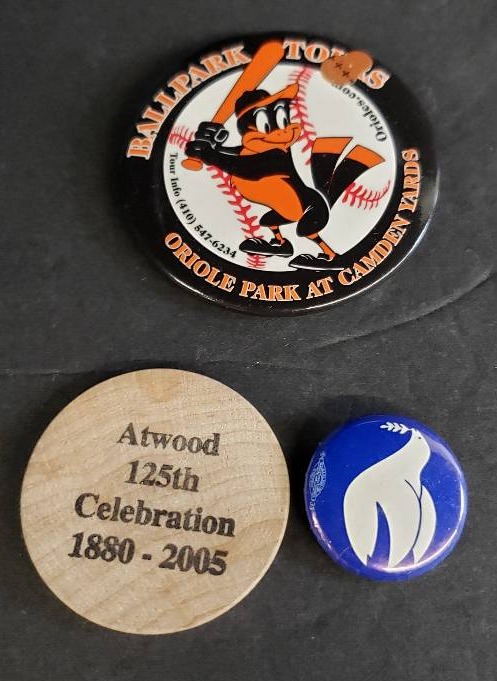 BALLPARK TOURS
Orioles.com
Tour Info (410) 547-6234
ORIOLE PARK AT CAMDEN YARDS
Atwood
125th
Celebration
1880 - 2005